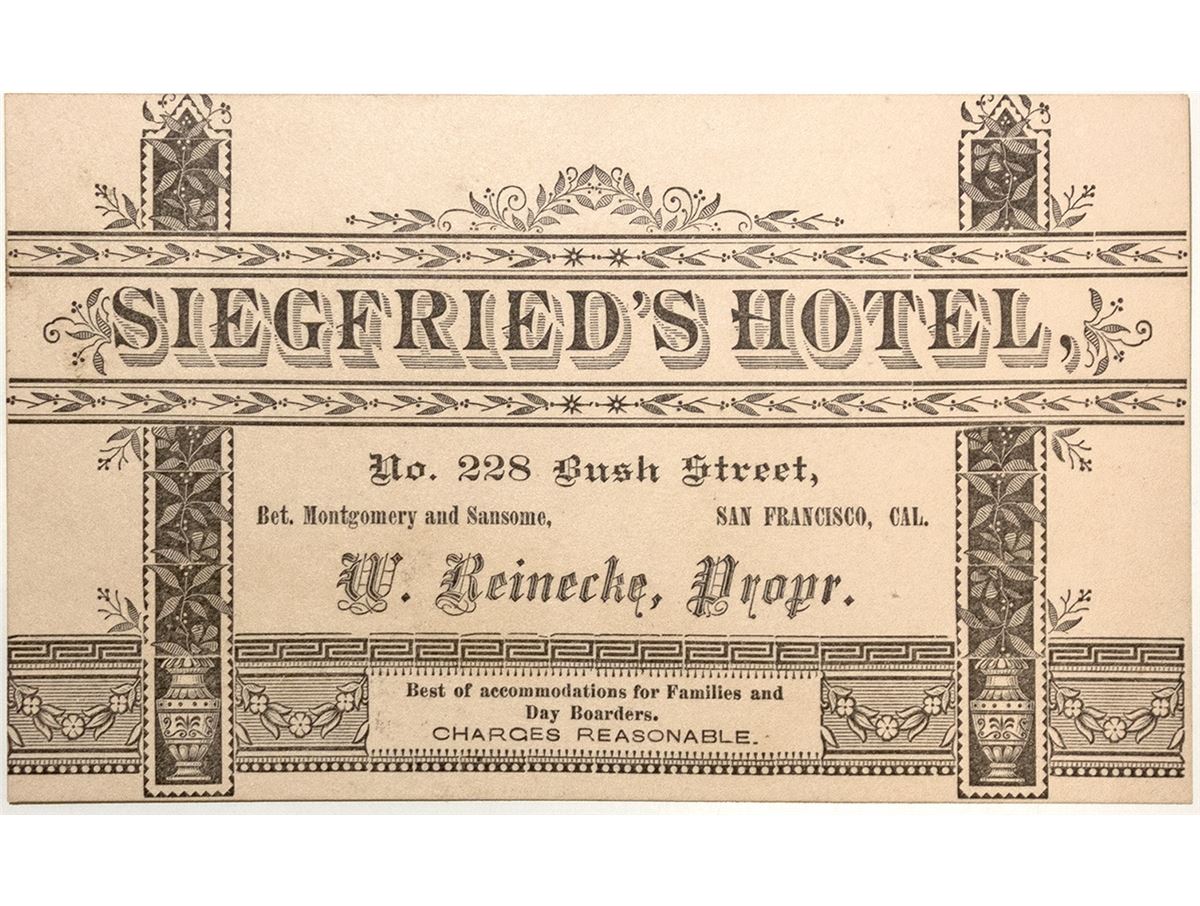 SIEGFRIED'S HOTEL,
No. 228 Bush Street,
Bet. Montgomery and Sansome, SAN FRANCISCO, CAL.
W. Reinecke, Propr.
Best of accommodations for Families and
Day Boarders.
CHARGES REASONABLE.